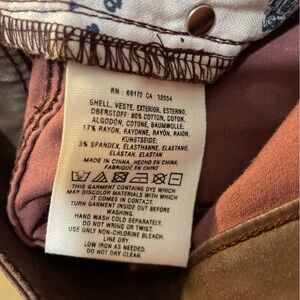 RN: 66170 CA 32054
SHELL, VESTE, EXTERIOR, ESTERNO,
OBERSTOFF: 80% COTTON, COTON,
ALGODÓN, COTONE, BAUMWOLLE;
17% RAYON, RAYONNE, RAYÓN, RAION,
KUNSTSEIDE;
3% SPANDEX, ÉLASTHANNE, ELASTANO,
ELASTAN, ELASTAN
MADE IN CHINA, HECHO EN CHINA,
FABRIQUÉ EN CHINE
THIS GARMENT CONTAINS DYE WHICH
MAY DISCOLOR MATERIALS WITH WHICH
IT COMES IN CONTACT.
TURN GARMENT INSIDE OUT BEFORE
WASHING.
HAND WASH COLD SEPARATELY.
DO NOT WRING OR TWIST.
USE ONLY NON-CHLORINE BLEACH.
LINE DRY.
LOW IRON AS NEEDED.
DO NOT DRY CLEAN.